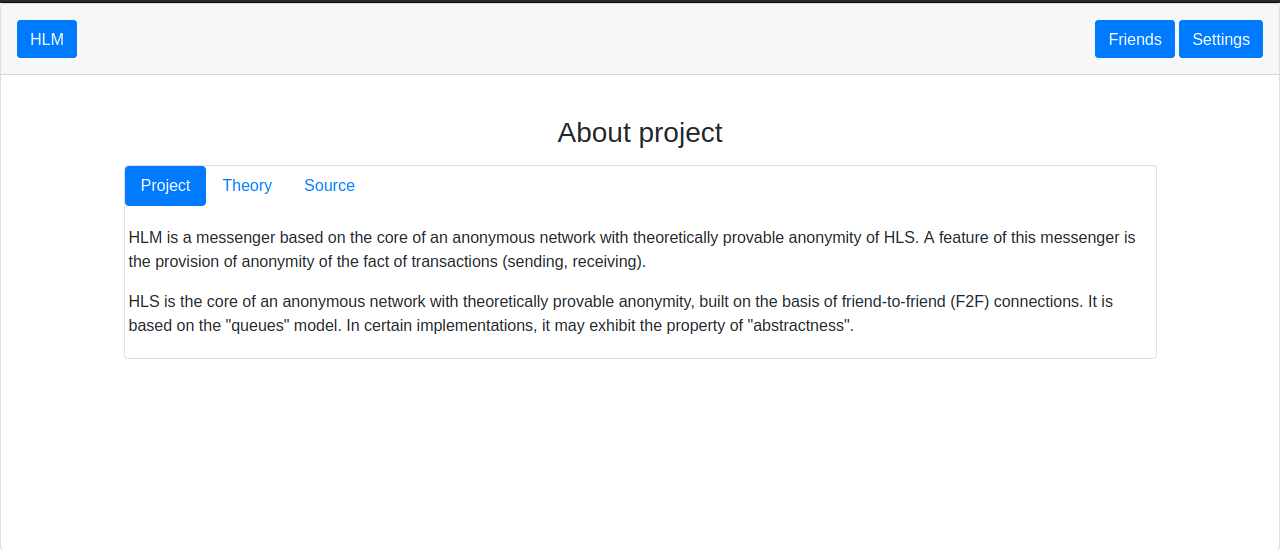 HLM
Friends
Settings
About project
Project
Theory
Source
HLM is a messenger based on the core of an anonymous network with theoretically provable anonymity of HLS. A feature of this messenger is
the provision of anonymity of the fact of transactions (sending, receiving).
HLS is the core of an anonymous network with theoretically provable anonymity, built on the basis of friend-to-friend (F2F) connections. It is
based on the "queues" model. In certain implementations, it may exhibit the property of "abstractness".